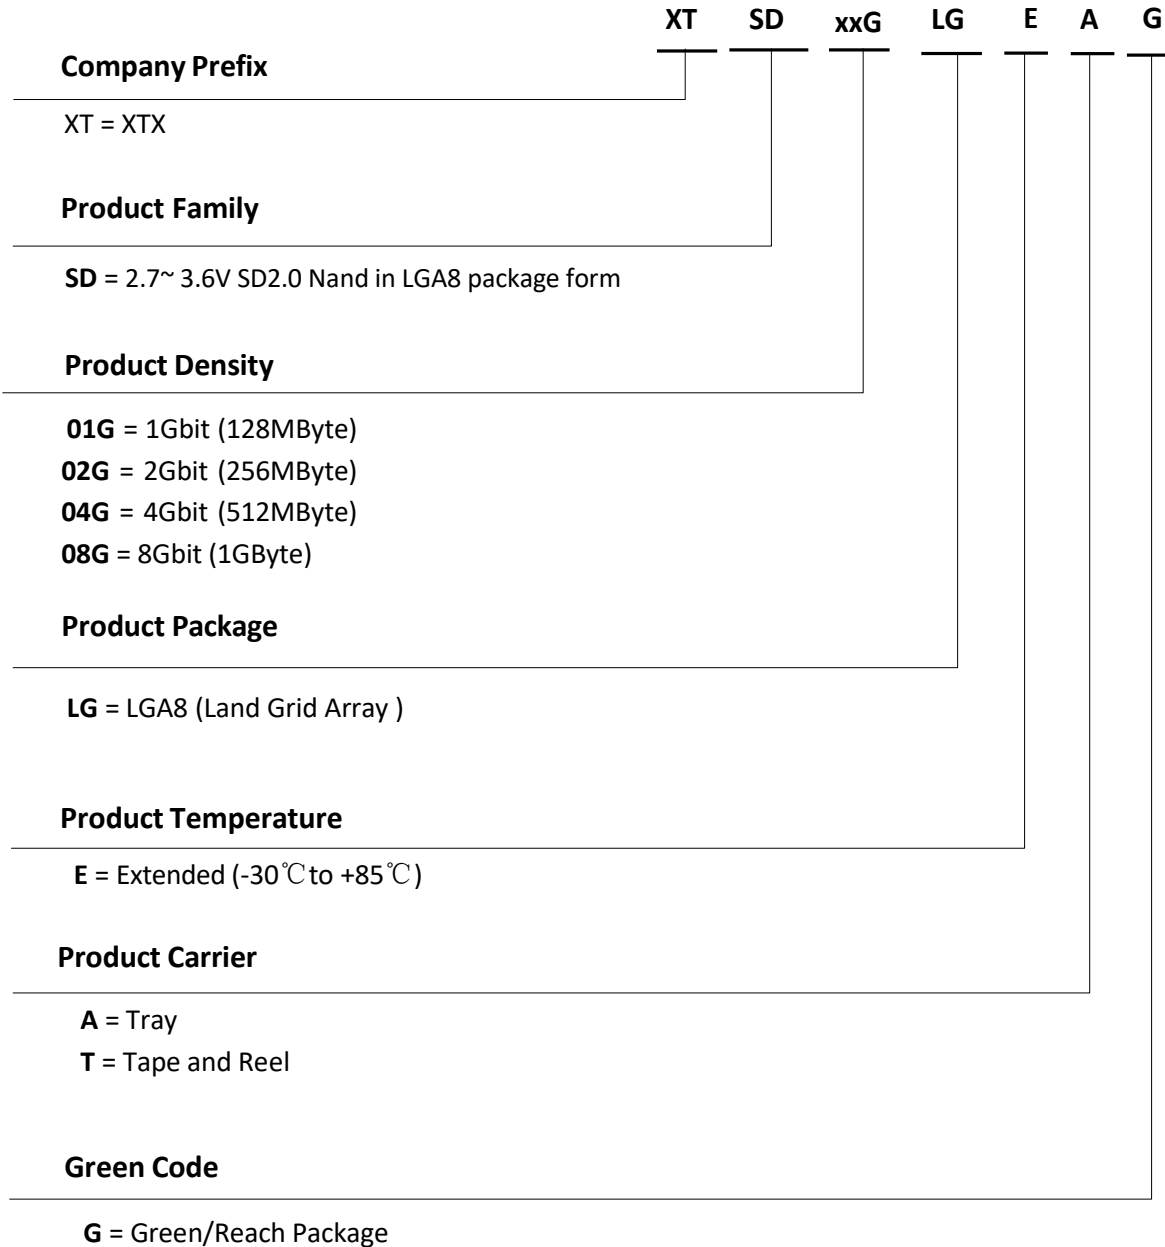 XT SD xxG LG E A G
Company Prefix
XT = XTX
Product Family
SD = 2.7~ 3.6V SD2.0 Nand in LGA8 package form
Product Density
01G = 1Gbit (128MByte)
02G = 2Gbit (256MByte)
04G = 4Gbit (512MByte)
08G = 8Gbit (1GByte)
Product Package
LG = LGA8 (Land Grid Array )
Product Temperature
E = Extended (-30℃ to +85℃)
Product Carrier
A = Tray
T = Tape and Reel
Green Code
G = Green/Reach Package